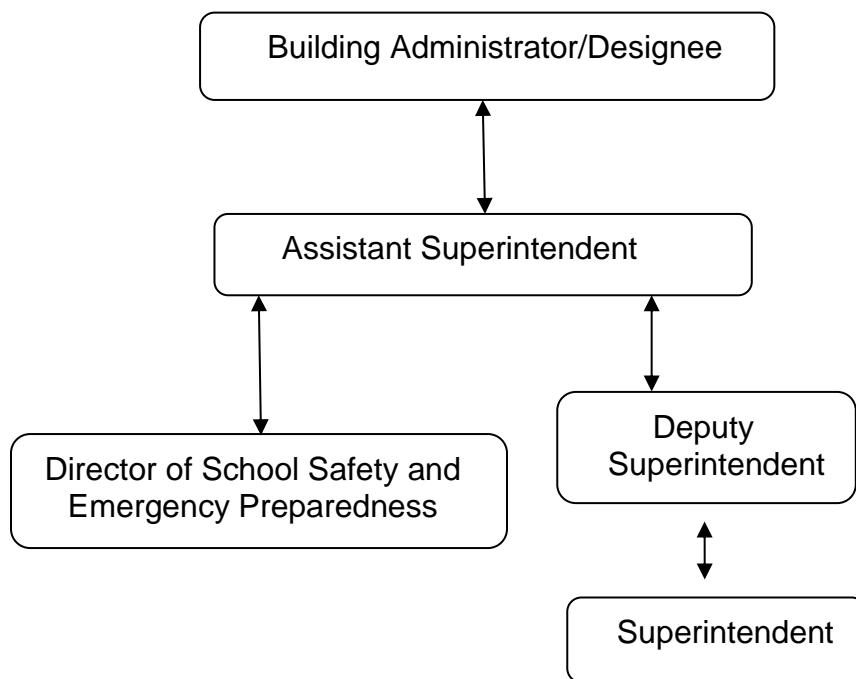 Building Administrator/Designee
Assistant Superintendent
Director of School Safety and
Emergency Preparedness
Deputy
Superintendent
Superintendent